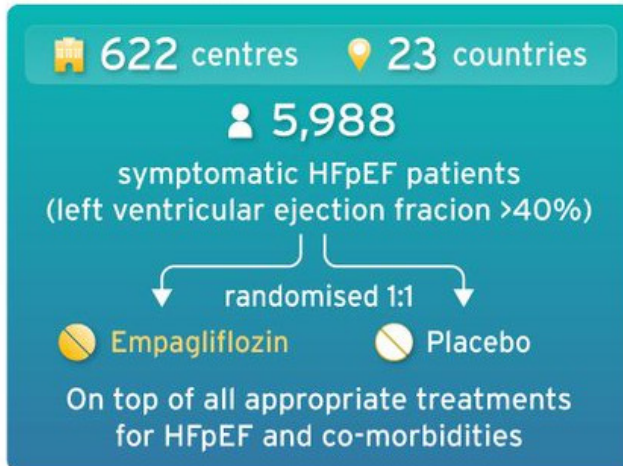 622 centres 23 countries
5,988
symptomatic HFpEF patients
(left ventricular ejection fracion >40%)
randomised 1:1
Empagliflozin Placebo
On top of all appropriate treatments
for HFpEF and co-morbidities